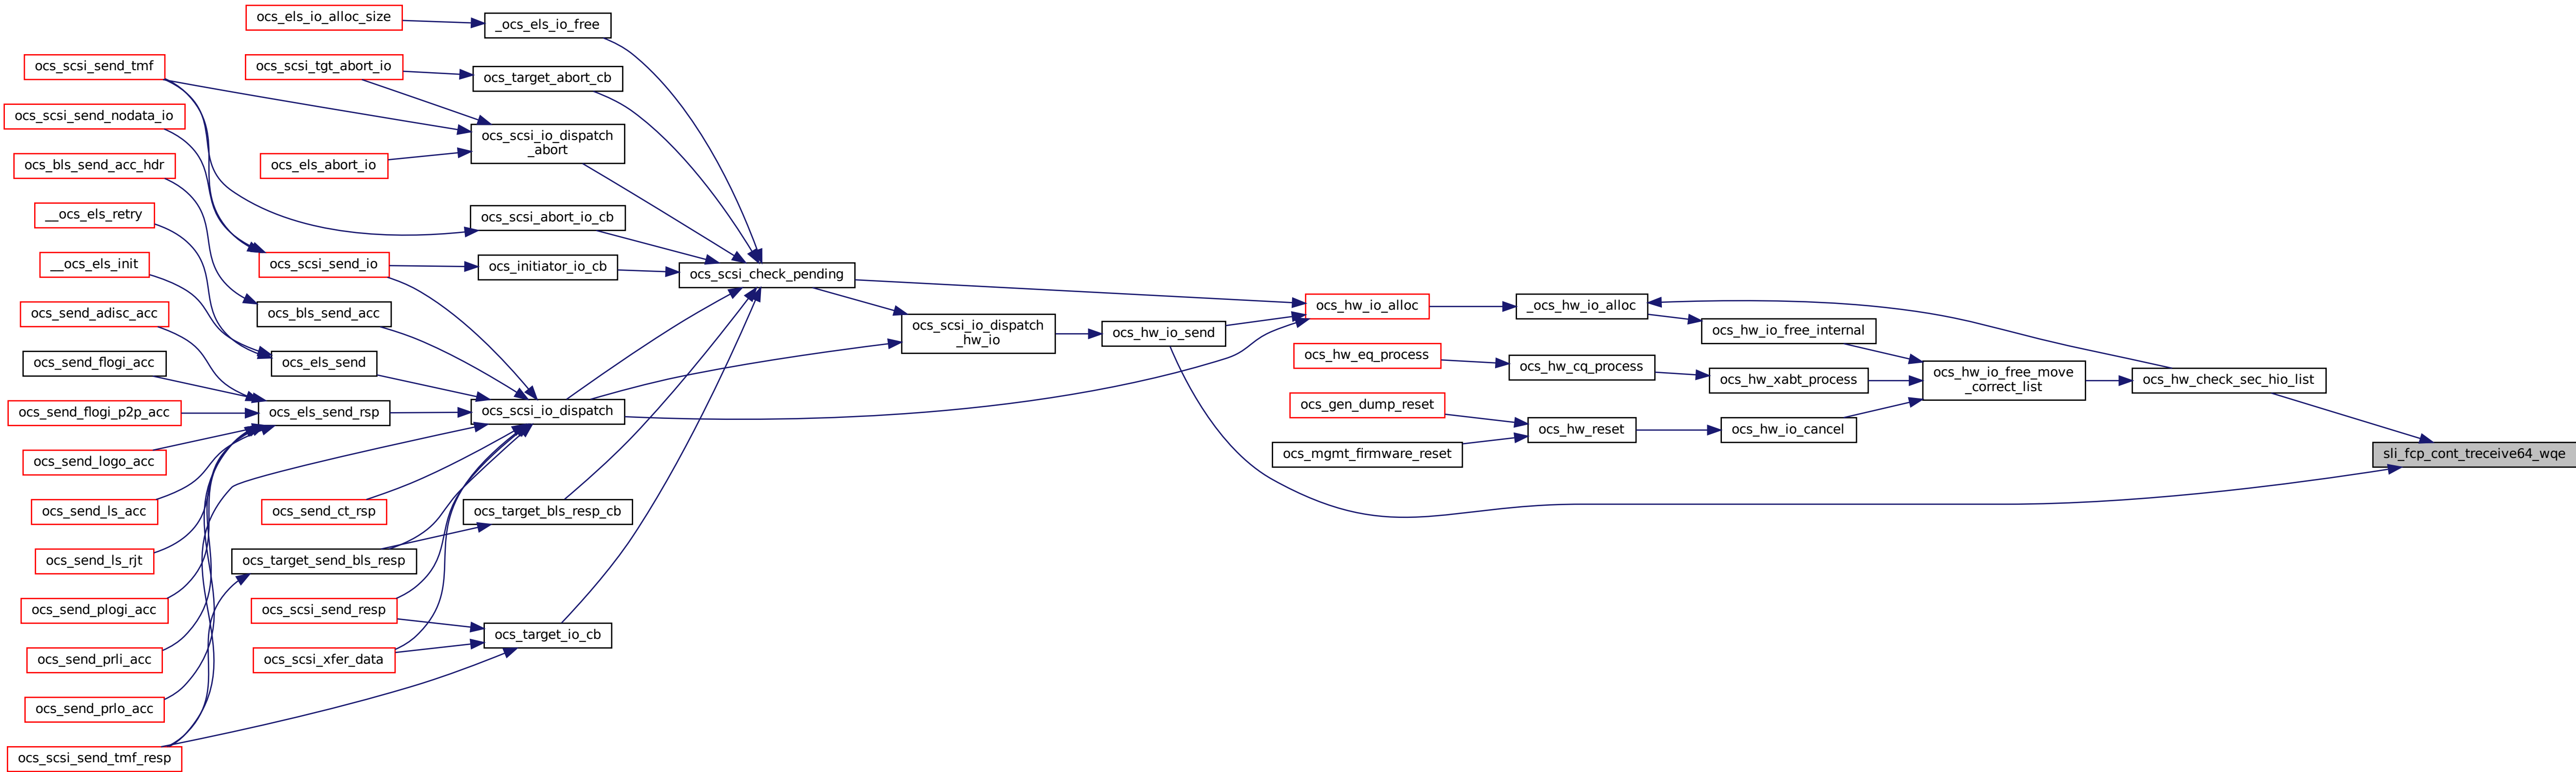 ocs_els_io_alloc_size
_ocs_els_io_free
ocs_scsi_send_tmf
ocs_scsi_tgt_abort_io
ocs_target_abort_cb
ocs_scsi_send_nodata_io
ocs_scsi_io_dispatch
_abort
ocs_bls_send_acc_hdr
ocs_els_abort_io
__ocs_els_retry
ocs_scsi_abort_io_cb
__ocs_els_init
ocs_scsi_send_io
ocs_initiator_io_cb
ocs_scsi_check_pending
ocs_send_adisc_acc
ocs_bls_send_acc
ocs_scsi_io_dispatch
_hw_io
ocs_hw_io_send
ocs_hw_io_alloc
_ocs_hw_io_alloc
ocs_hw_io_free_internal
ocs_send_flogi_acc
ocs_els_send
ocs_hw_eq_process
ocs_hw_cq_process
ocs_hw_xabt_process
ocs_hw_io_free_move
_correct_list
ocs_hw_check_sec_hio_list
ocs_send_flogi_p2p_acc
ocs_els_send_rsp
ocs_scsi_io_dispatch
ocs_gen_dump_reset
ocs_hw_reset
ocs_hw_io_cancel
ocs_mgmt_firmware_reset
sli_fcp_cont_treceive64_wqe
ocs_send_logo_acc
ocs_send_ls_acc
ocs_send_ct_rsp
ocs_target_bls_resp_cb
ocs_send_ls_rjt
ocs_target_send_bls_resp
ocs_send_plogi_acc
ocs_scsi_send_resp
ocs_target_io_cb
ocs_send_prli_acc
ocs_scsi_xfer_data
ocs_send_prlo_acc
ocs_scsi_send_tmf_resp